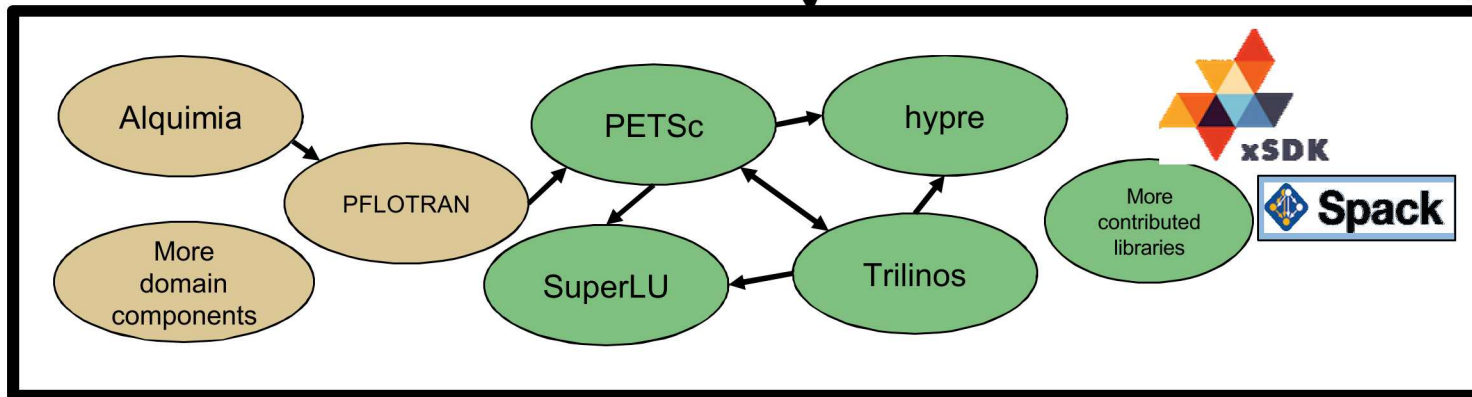 Alquimia
PETSc
hypre
xSDK
PFLOTRAN
More
contributed
libraries
Spack
More
domain
components
SuperLU
Trilinos